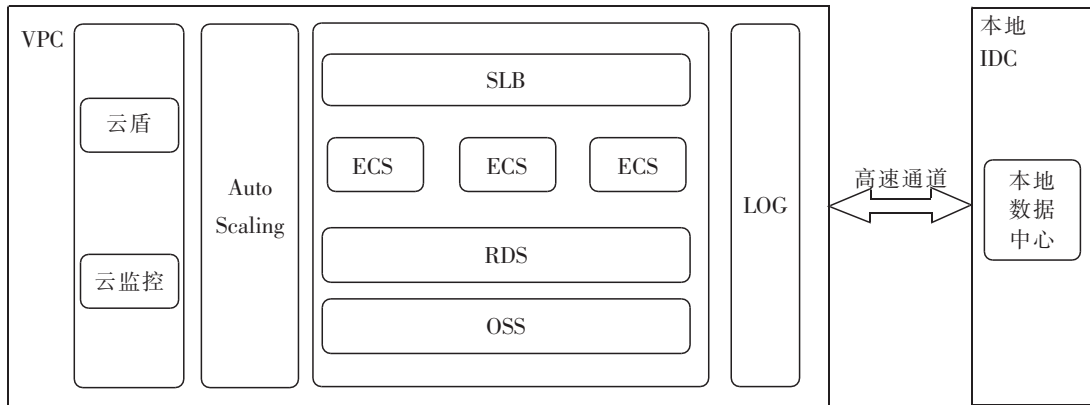 VPC
云盾
云监控
Auto
Scaling
SLB
ECS
ECS
ECS
RDS
OSS
LOG
高速通道
本地
IDC
本地
数据
中心